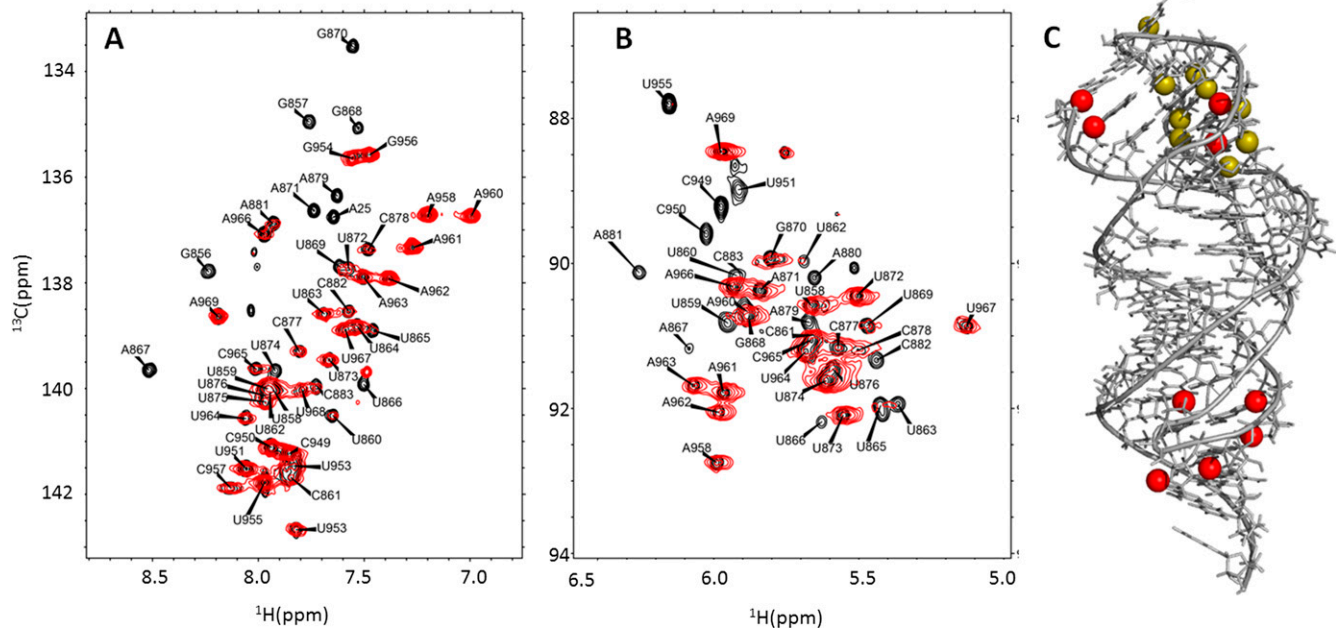 A
B
C
134
136
138
140
142
¹³C(ppm)
8.5
8.0
7.5
7.0
¹H(ppm)
G870
G857
G868
G954
G956
A879
A958
A960
A871
A25
A881
A966
C878
A961
U869
U872
G856
A962
C882
A963
A969
U863
C877
U865
U864
U967
A867
C965
U874
U873
U859
U876
U875
U968
C883
U866
U964
U858
U862
U860
C950
C949
U951
U953
C957
C861
U955
U953
88
90
92
94
6.5
6.0
5.5
5.0
¹H(ppm)
U955
A969
C949
U951
C950
G870
U862
A881
U860
C883
A880
A966
A871
U872
U858
U869
A960
U859
A879
U967
C861
C877
C878
A867
G868
C965
C882
A963
A961
U964
U876
U874
A962
U866
U873
U865
U863
A958